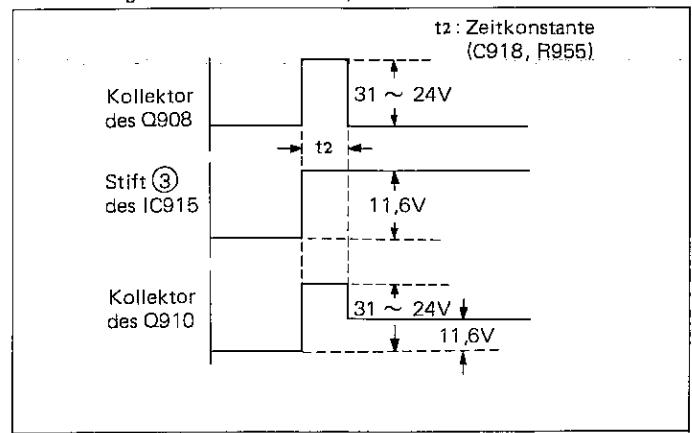 t2 : Zeitkonstante
(C918, R955)
Kollektor
des Q908
31 ~ 24V
t2
Stift ③
des IC915
11,6V
Kollektor
des Q910
31 ~ 24V
11,6V